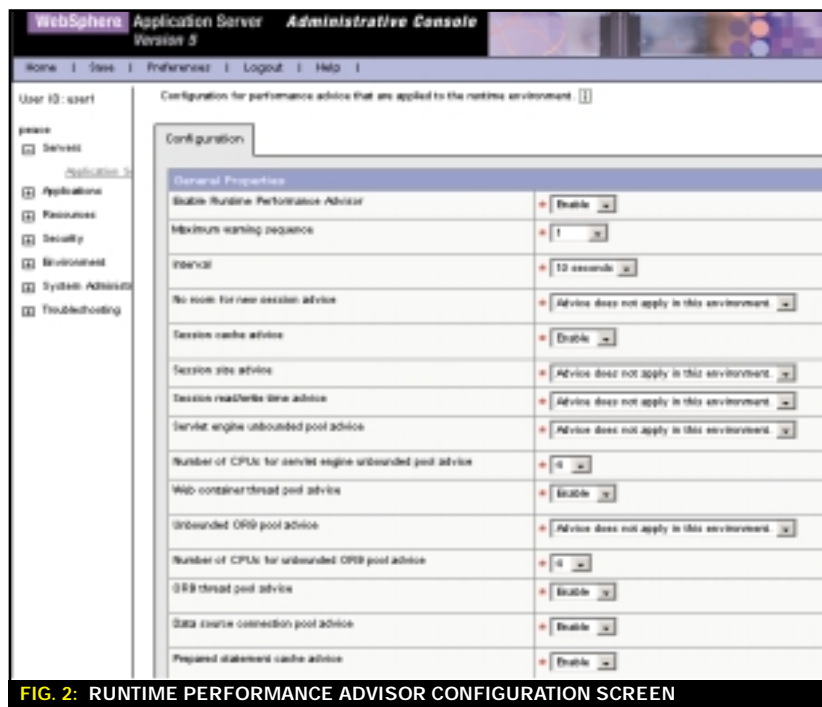 WebSphere Application Server Administrative Console
Version 5
Home | Save | Preferences | Logout | Help |
User ID: user1
Configuration for performance advice that are applied to the runtime environment. [i]
peace
Servers
Application S
Applications
Resources
Security
Environment
System Administ
Troubleshooting
Configuration
General Properties
Enable Runtime Performance Advisor * Enable
Maximum warning sequence * 1
Interval * 10 seconds
No room for new session advice * Advice does not apply in this environment.
Session cache advice * Enable
Session size advice * Advice does not apply in this environment.
Session read/write time advice * Advice does not apply in this environment.
Servlet engine unbounded pool advice * Advice does not apply in this environment.
Number of CPUs for servlet engine unbounded pool advice * 4
Web container thread pool advice * Enable
Unbounded ORB pool advice * Advice does not apply in this environment.
Number of CPUs for unbounded ORB pool advice * 4
ORB thread pool advice * Enable
Data source connection pool advice * Enable
Prepared statement cache advice * Enable
FIG. 2: RUNTIME PERFORMANCE ADVISOR CONFIGURATION SCREEN